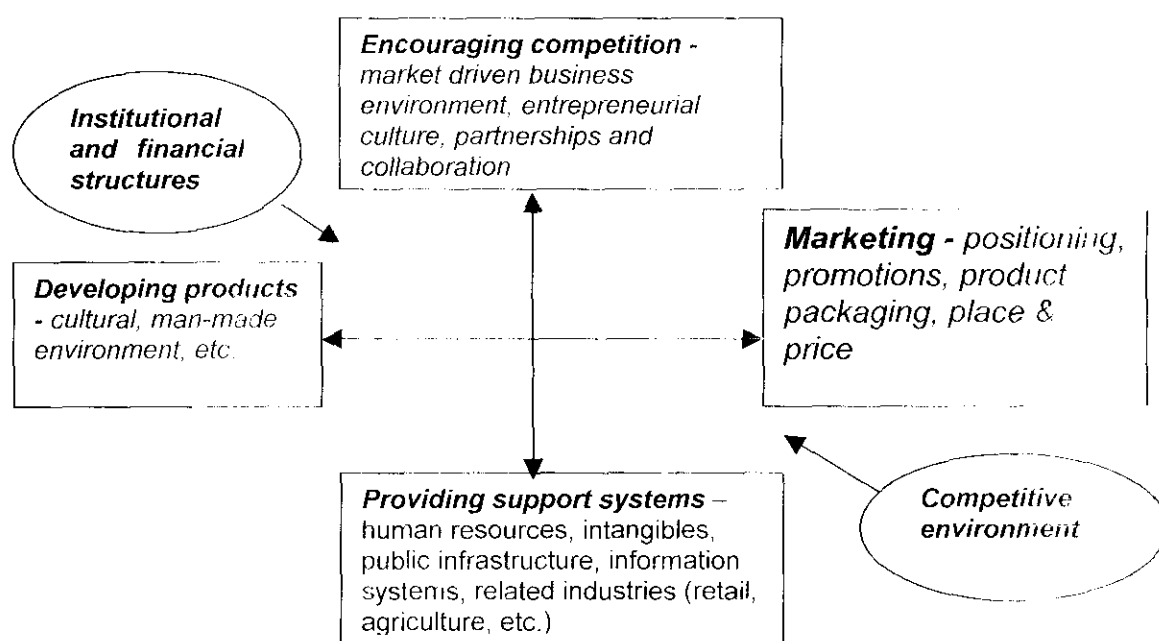 Encouraging competition -
market driven business
environment, entrepreneurial
culture, partnerships and
collaboration
Institutional
and financial
structures
Marketing - positioning,
promotions, product
packaging, place &
price
Developing products
- cultural, man-made
environment, etc.
Providing support systems –
human resources, intangibles,
public infrastructure, information
systems, related industries (retail,
agriculture, etc.)
Competitive
environment